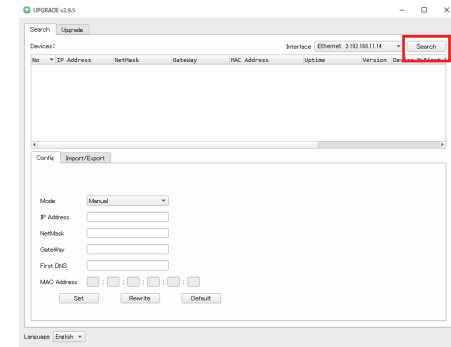 UPGRADE v2.9.5
Search Upgrade
Devices: Interface Ethernet 2:192.168.11.14 Search
No IP Address NetMask GateWay MAC Address Uptime Version
Config Import/Export
Mode Manual
IP Address
NetMask
GateWay
First DNS
MAC Address : : : : :
Set Rewrite Default
Language English